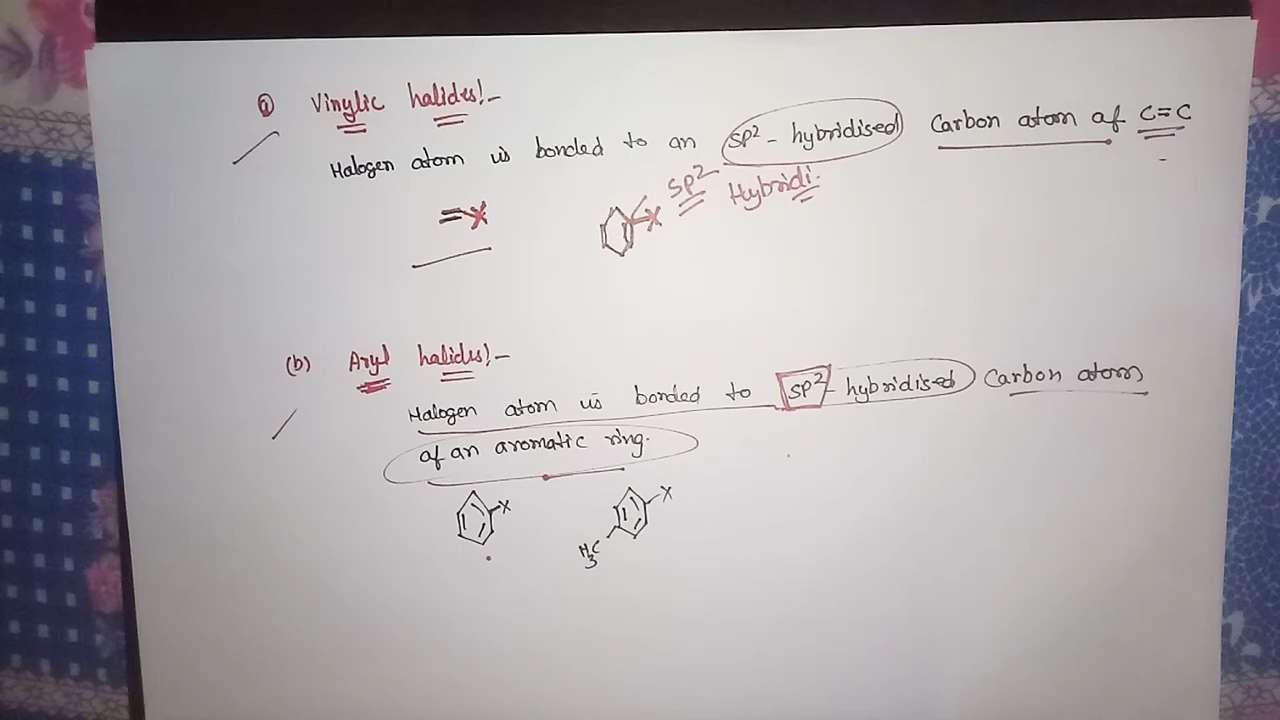 (a) Vinylic halides:-
Halogen atom is bonded to an sp²-hybridised Carbon atom of C=C
=X
X sp² Hybridi.
(b) Aryl halides:-
Halogen atom is bonded to sp²-hybridised Carbon atom
of an aromatic ring.
X
X
H₃C